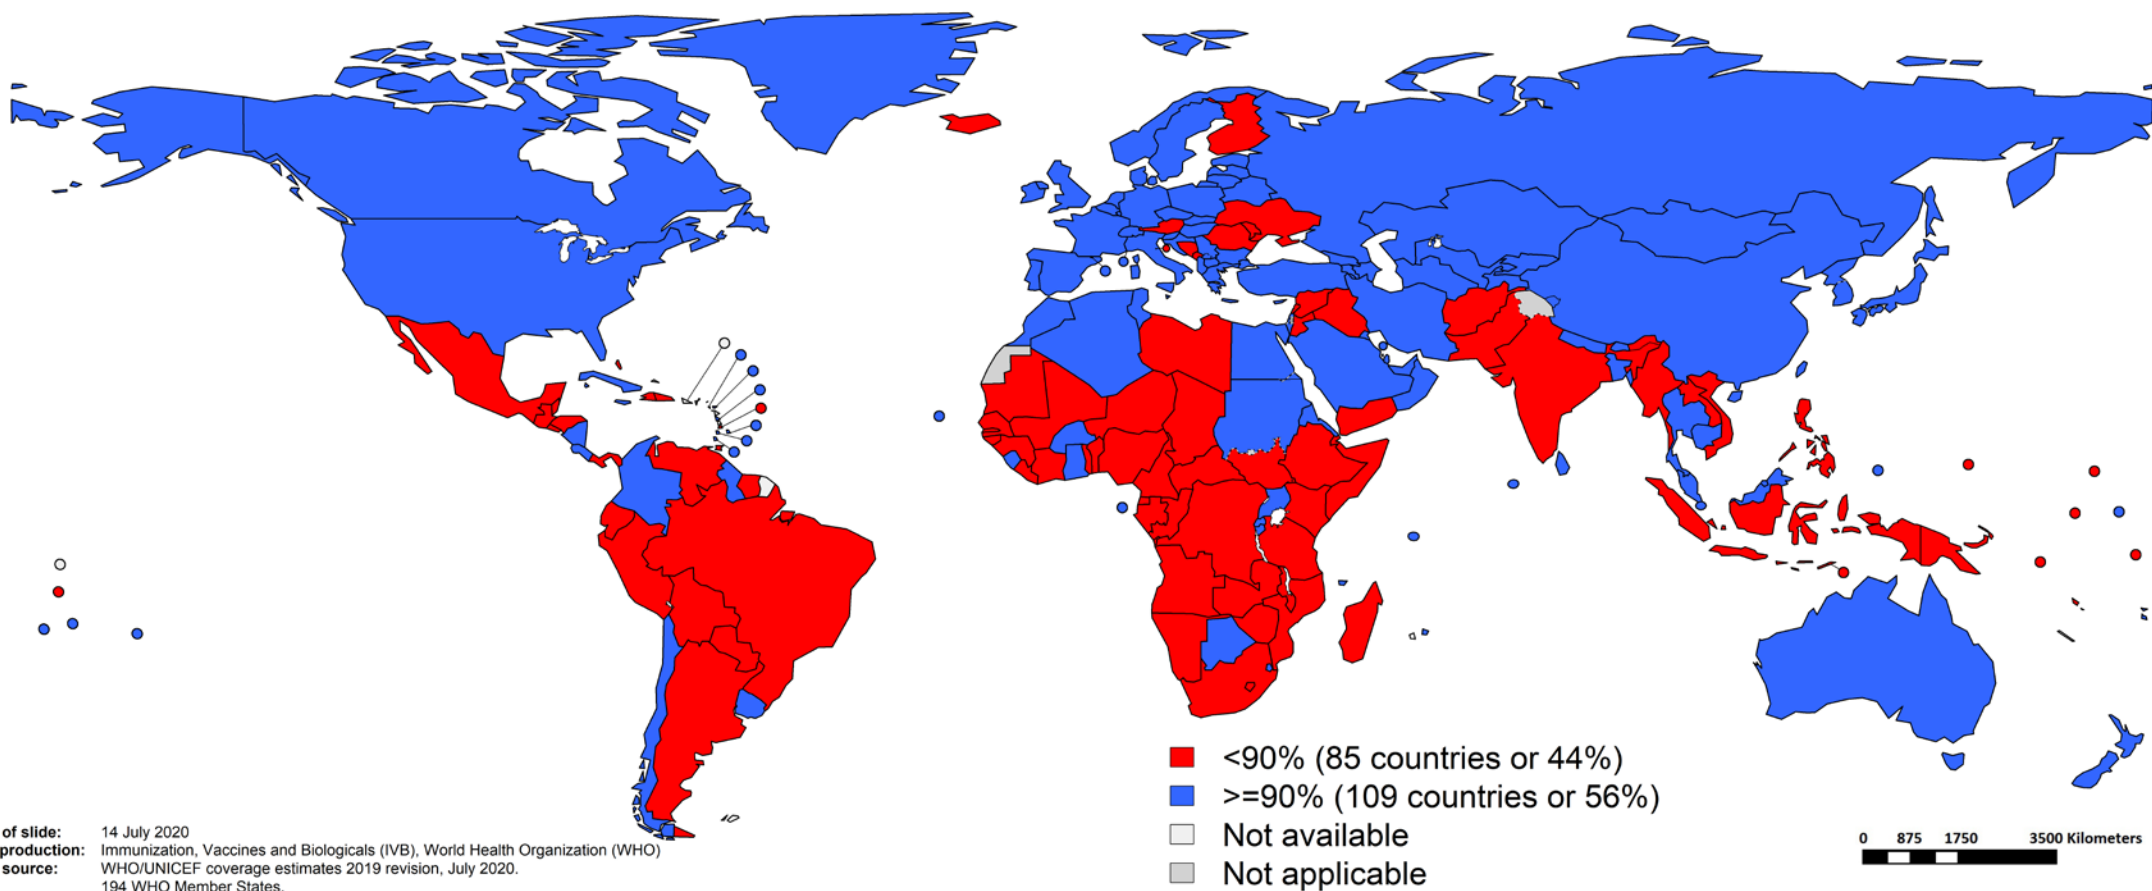 <90% (85 countries or 44%)
>=90% (109 countries or 56%)
Not available
Not applicable
of slide: 14 July 2020
production: Immunization, Vaccines and Biologicals (IVB), World Health Organization (WHO)
source: WHO/UNICEF coverage estimates 2019 revision, July 2020.
194 WHO Member States.
0 875 1750 3500 Kilometers